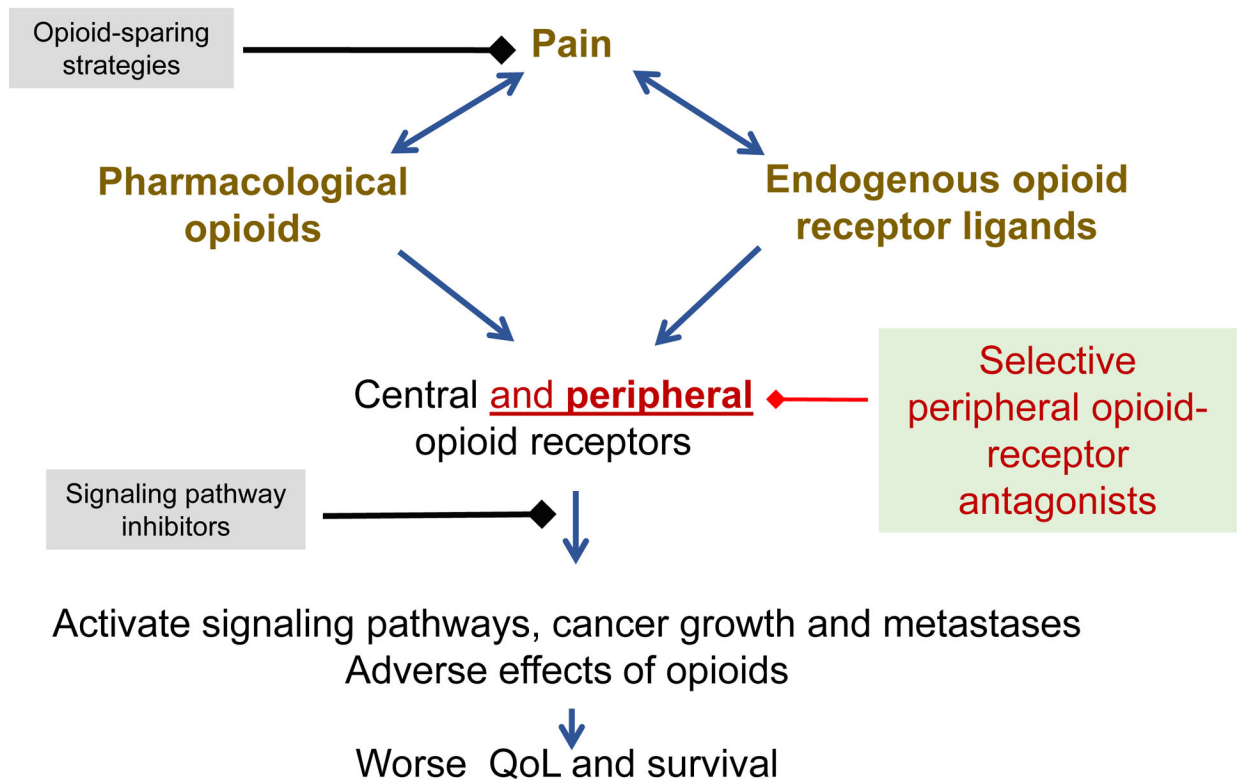 Opioid-sparing
strategies
Pain
Pharmacological
opioids
Endogenous opioid
receptor ligands
Central and peripheral
opioid receptors
Selective
peripheral opioid-
receptor
antagonists
Signaling pathway
inhibitors
Activate signaling pathways, cancer growth and metastases
Adverse effects of opioids
Worse  QoL and survival